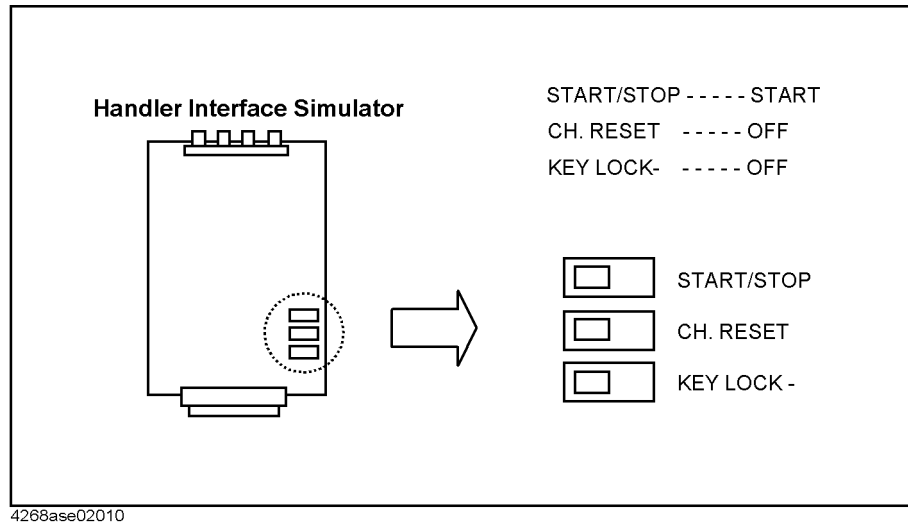 Handler Interface Simulator
START/STOP - - - - - START
CH. RESET - - - - - OFF
KEY LOCK- - - - - - OFF
START/STOP
CH. RESET
KEY LOCK -
4268ase02010